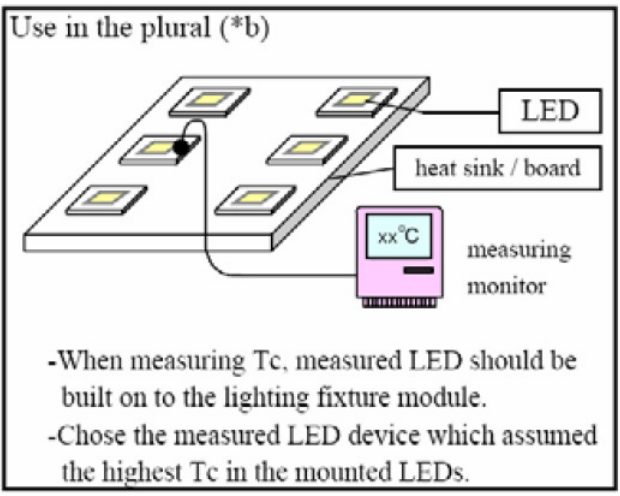 Use in the plural (*b)
LED
heat sink / board
xx°C
measuring
monitor
-When measuring Tc, measured LED should be
built on to the lighting fixture module.
-Chose the measured LED device which assumed
the highest Tc in the mounted LEDs.